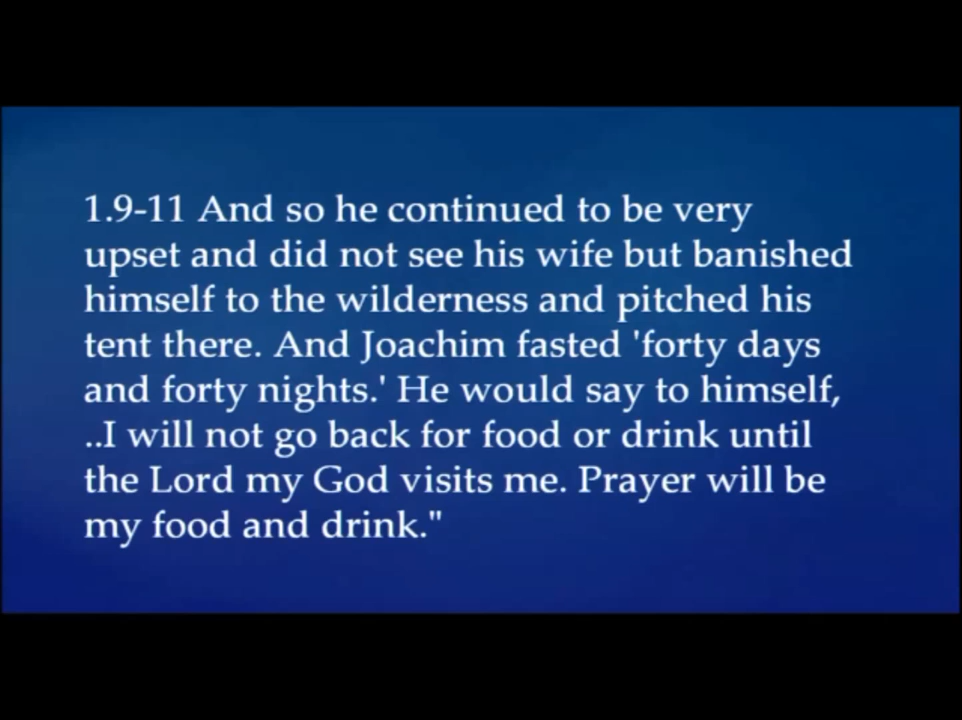 1.9-11 And so he continued to be very
upset and did not see his wife but banished
himself to the wilderness and pitched his
tent there. And Joachim fasted 'forty days
and forty nights.' He would say to himself,
..I will not go back for food or drink until
the Lord my God visits me. Prayer will be
my food and drink."